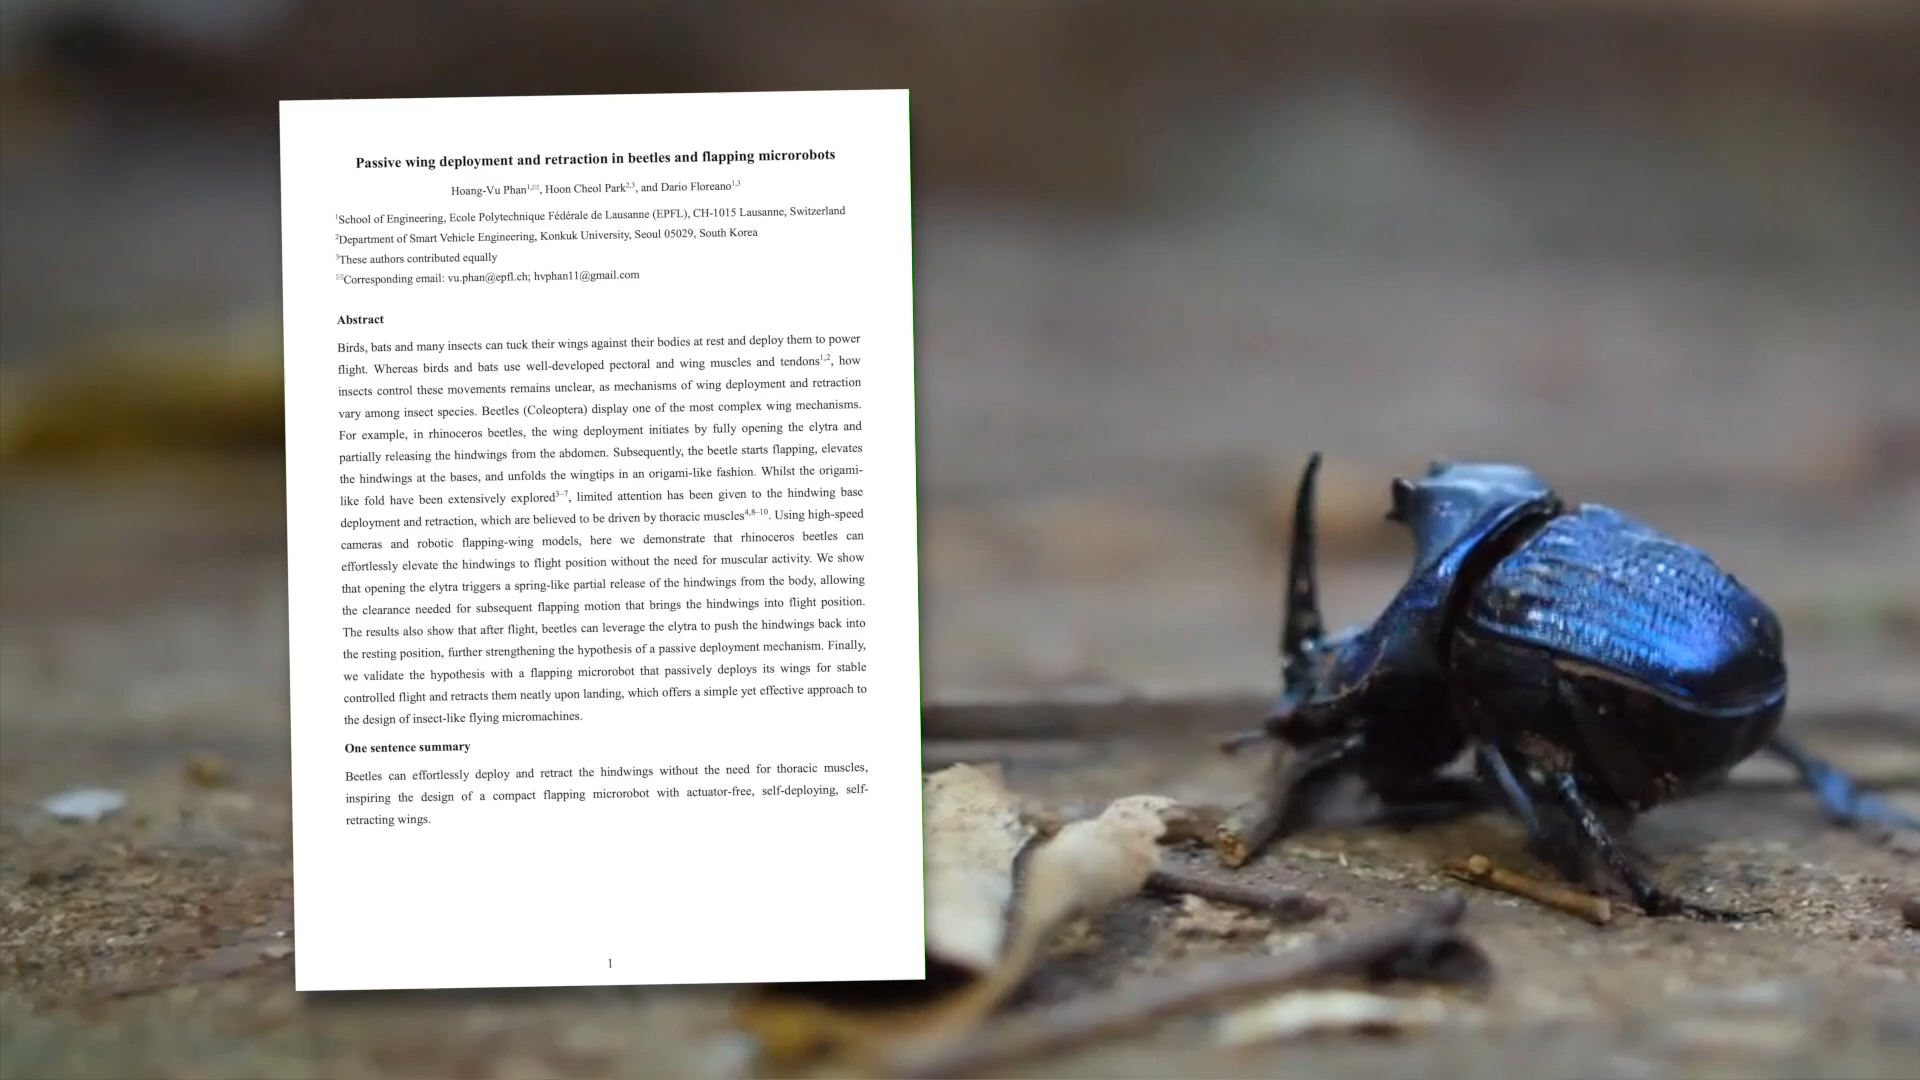 Passive wing deployment and retraction in beetles and flapping microrobots
Hoang-Vu Phan1,✉, Hoon Cheol Park2,3, and Dario Floreano1,3
1School of Engineering, Ecole Polytechnique Fédérale de Lausanne (EPFL), CH-1015 Lausanne, Switzerland
2Department of Smart Vehicle Engineering, Konkuk University, Seoul 05029, South Korea
3These authors contributed equally
✉Corresponding email: vu.phan@epfl.ch; hvphan11@gmail.com
Abstract
Birds, bats and many insects can tuck their wings against their bodies at rest and deploy them to power
flight. Whereas birds and bats use well-developed pectoral and wing muscles and tendons1,2, how
insects control these movements remains unclear, as mechanisms of wing deployment and retraction
vary among insect species. Beetles (Coleoptera) display one of the most complex wing mechanisms.
For example, in rhinoceros beetles, the wing deployment initiates by fully opening the elytra and
partially releasing the hindwings from the abdomen. Subsequently, the beetle starts flapping, elevates
the hindwings at the bases, and unfolds the wingtips in an origami-like fashion. Whilst the origami-
like fold have been extensively explored3–7, limited attention has been given to the hindwing base
deployment and retraction, which are believed to be driven by thoracic muscles4,8–10. Using high-speed
cameras and robotic flapping-wing models, here we demonstrate that rhinoceros beetles can
effortlessly elevate the hindwings to flight position without the need for muscular activity. We show
that opening the elytra triggers a spring-like partial release of the hindwings from the body, allowing
the clearance needed for subsequent flapping motion that brings the hindwings into flight position.
The results also show that after flight, beetles can leverage the elytra to push the hindwings back into
the resting position, further strengthening the hypothesis of a passive deployment mechanism. Finally,
we validate the hypothesis with a flapping microrobot that passively deploys its wings for stable
controlled flight and retracts them neatly upon landing, which offers a simple yet effective approach to
the design of insect-like flying micromachines.
One sentence summary
Beetles can effortlessly deploy and retract the hindwings without the need for thoracic muscles,
inspiring the design of a compact flapping microrobot with actuator-free, self-deploying, self-
retracting wings.
1